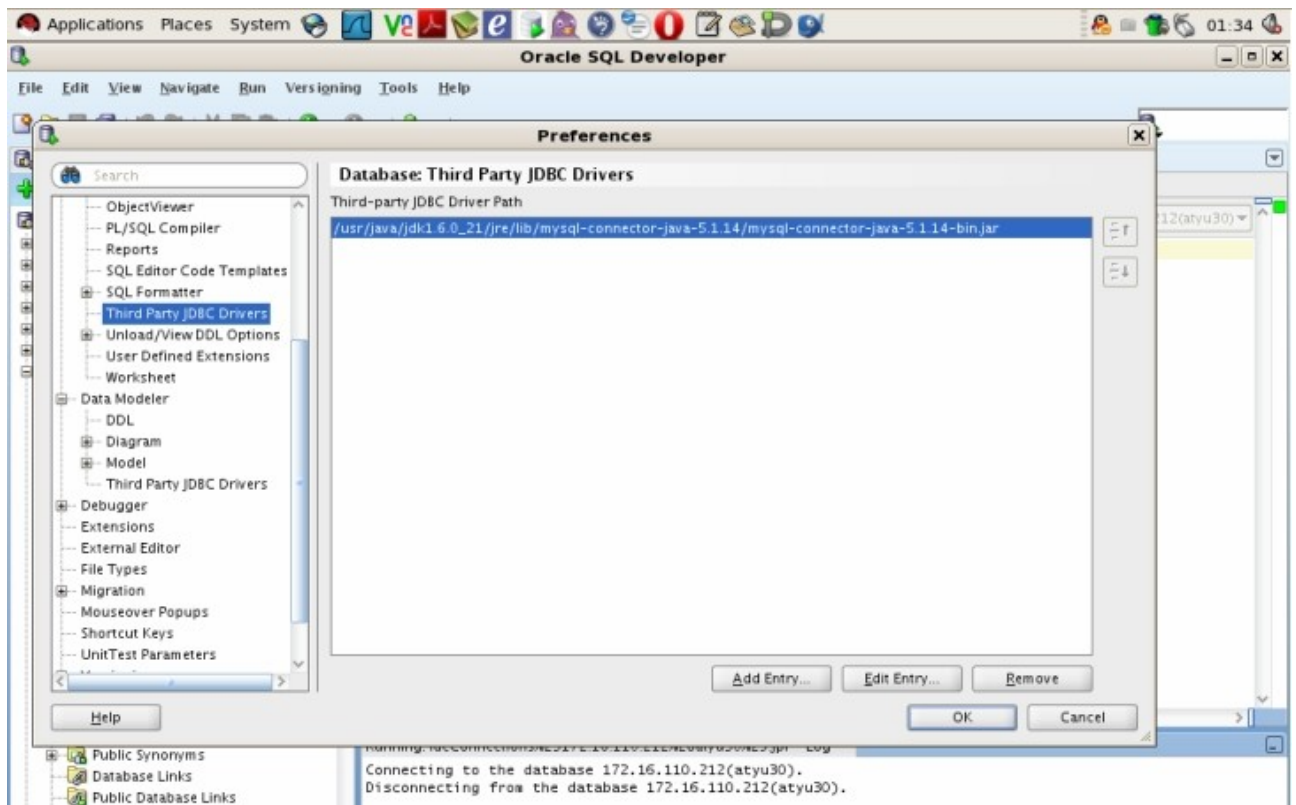 Applications Places System 01:34
Oracle SQL Developer
File Edit View Navigate Run Versioning Tools Help
Preferences
Search
ObjectViewer
PL/SQL Compiler
Reports
SQL Editor Code Templates
SQL Formatter
Third Party JDBC Drivers
Unload/View DDL Options
User Defined Extensions
Worksheet
Data Modeler
DDL
Diagram
Model
Third Party JDBC Drivers
Debugger
Extensions
External Editor
File Types
Migration
Mouseover Popups
Shortcut Keys
UnitTest Parameters
Database: Third Party JDBC Drivers
Third-party JDBC Driver Path
/usr/java/jdk1.6.0_21/jre/lib/mysql-connector-java-5.1.14/mysql-connector-java-5.1.14-bin.jar
12(atyu30)
Add Entry... Edit Entry... Remove
Help OK Cancel
Public Synonyms
Database Links
Public Database Links
Log
Connecting to the database 172.16.110.212(atyu30).
Disconnecting from the database 172.16.110.212(atyu30).